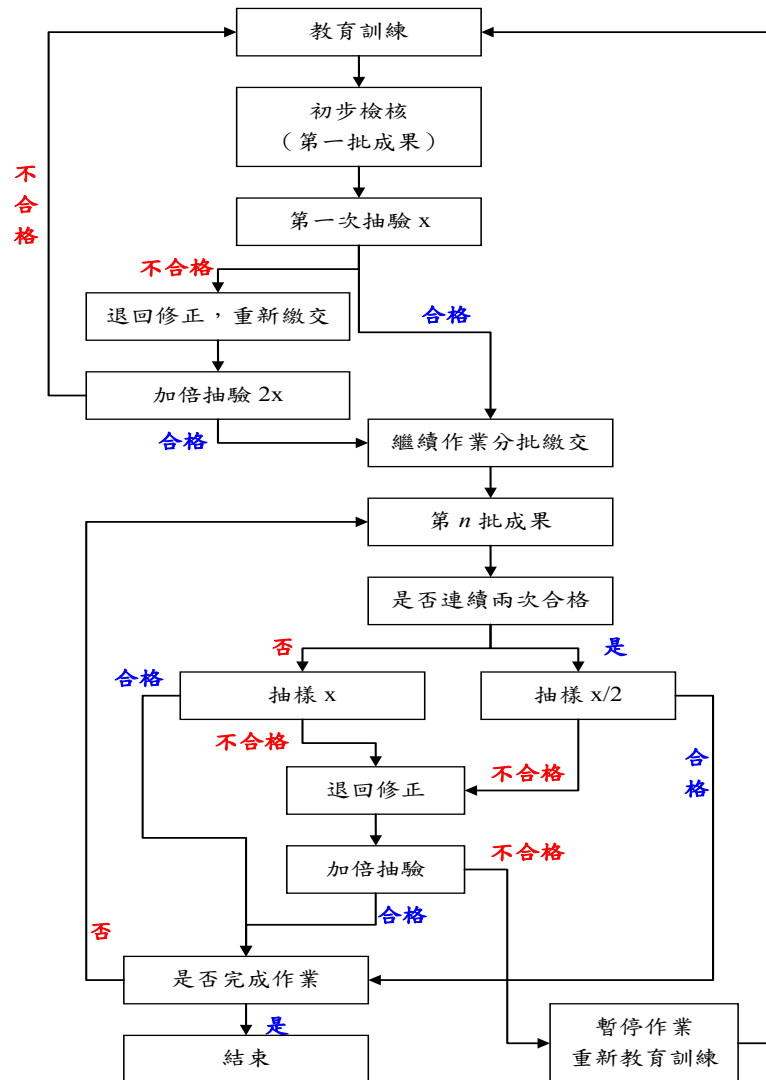 教育訓練
初步檢核
（第一批成果）
不
合
格
第一次抽驗 x
不合格
退回修正，重新繳交
合格
加倍抽驗 2x
合格
繼續作業分批繳交
第 n 批成果
是否連續兩次合格
否
是
合格
抽樣 x
抽樣 x/2
不合格
合
格
不合格
退回修正
不合格
加倍抽驗
合格
否
是否完成作業
是
結束
暫停作業
重新教育訓練